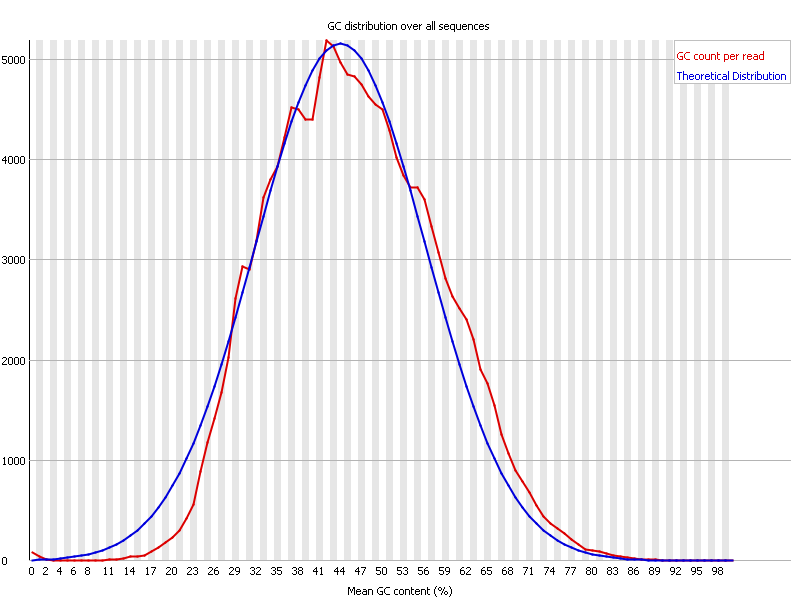 GC distribution over all sequences
GC count per read
Theoretical Distribution
5000
4000
3000
2000
1000
0
0 2 4 6 8 11 14 17 20 23 26 29 32 35 38 41 44 47 50 53 56 59 62 65 68 71 74 77 80 83 86 89 92 95 98
Mean GC content (%)